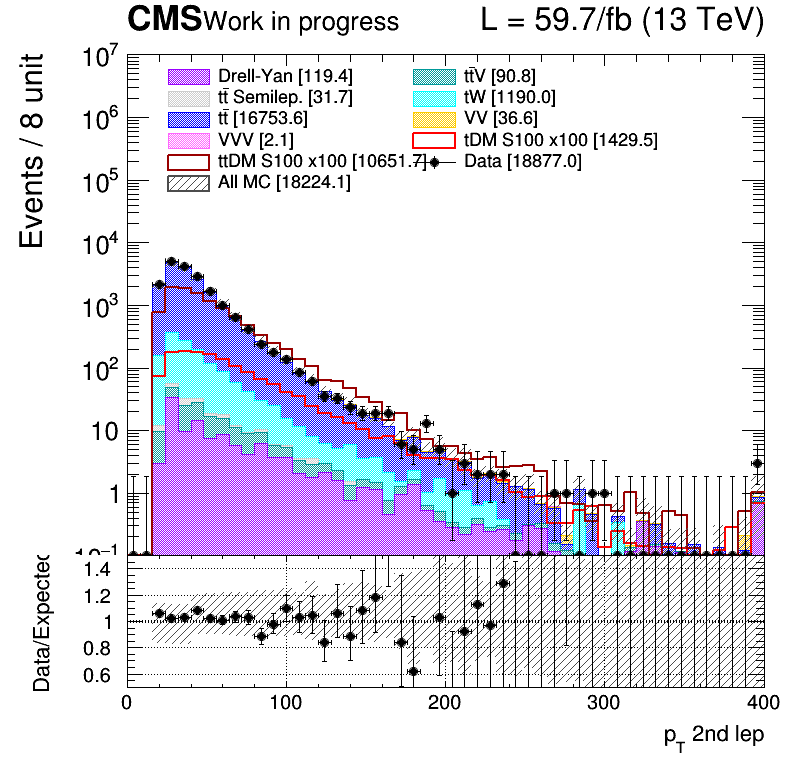 CMS Work in progress L = 59.7/fb (13 TeV)
Events / 8 unit
10⁷
10⁶
10⁵
10⁴
10³
10²
10
1
10⁻¹
Drell-Yan [119.4]
tt̄V [90.8]
tt̄ Semilep. [31.7]
tW [1190.0]
tt̄ [16753.6]
VV [36.6]
VVV [2.1]
tDM S100 x100 [1429.5]
ttDM S100 x100 [10651.7]
Data [18877.0]
All MC [18224.1]
Data/Expected
1.4
1.2
1
0.8
0.6
0 100 200 300 400
p_T 2nd lep